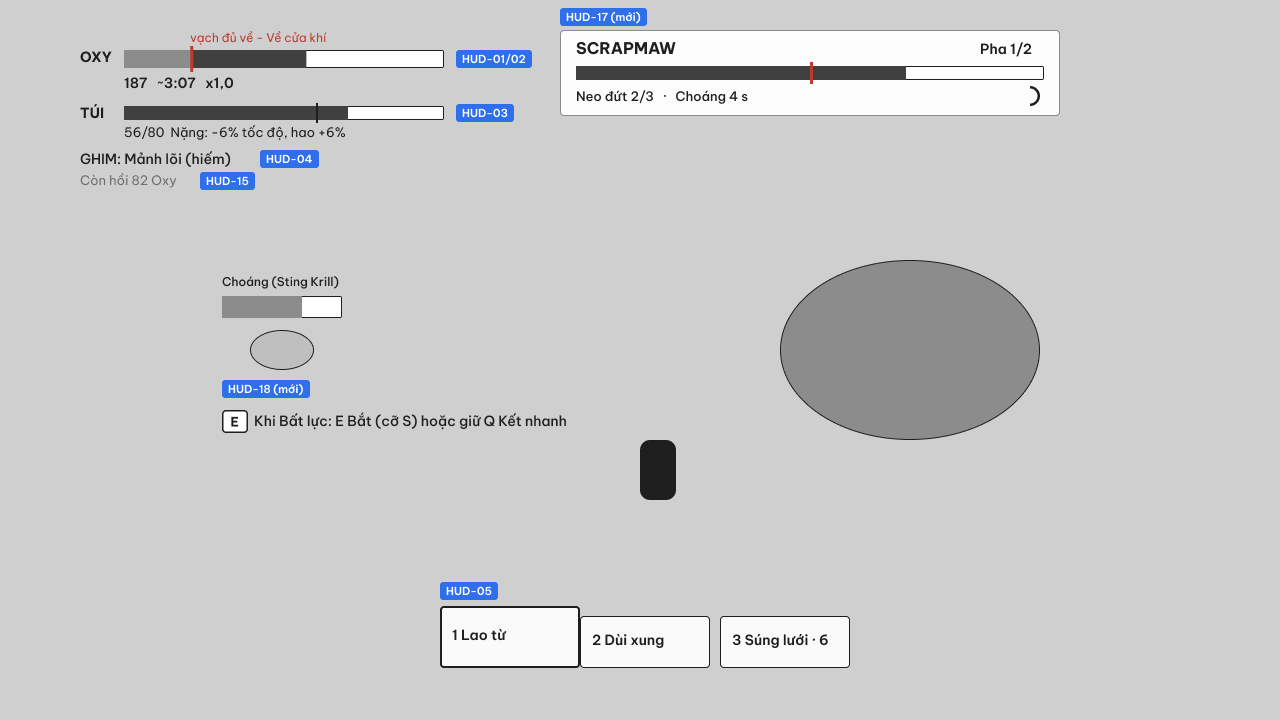 vạch đủ về - Về cửa khí
OXY
HUD-01/02
187 ~3:07 x1,0
TÚI
HUD-03
56/80 Nặng: -6% tốc độ, hao +6%
GHIM: Mảnh lõi (hiếm)
HUD-04
Còn hồi 82 Oxy
HUD-15
HUD-17 (mới)
SCRAPMAW
Pha 1/2
Neo đứt 2/3 · Choáng 4 s
Choáng (Sting Krill)
HUD-18 (mới)
E Khi Bất lực: E Bắt (cỡ S) hoặc giữ Q Kết nhanh
HUD-05
1 Lao từ
2 Dùi xung
3 Súng lưới · 6